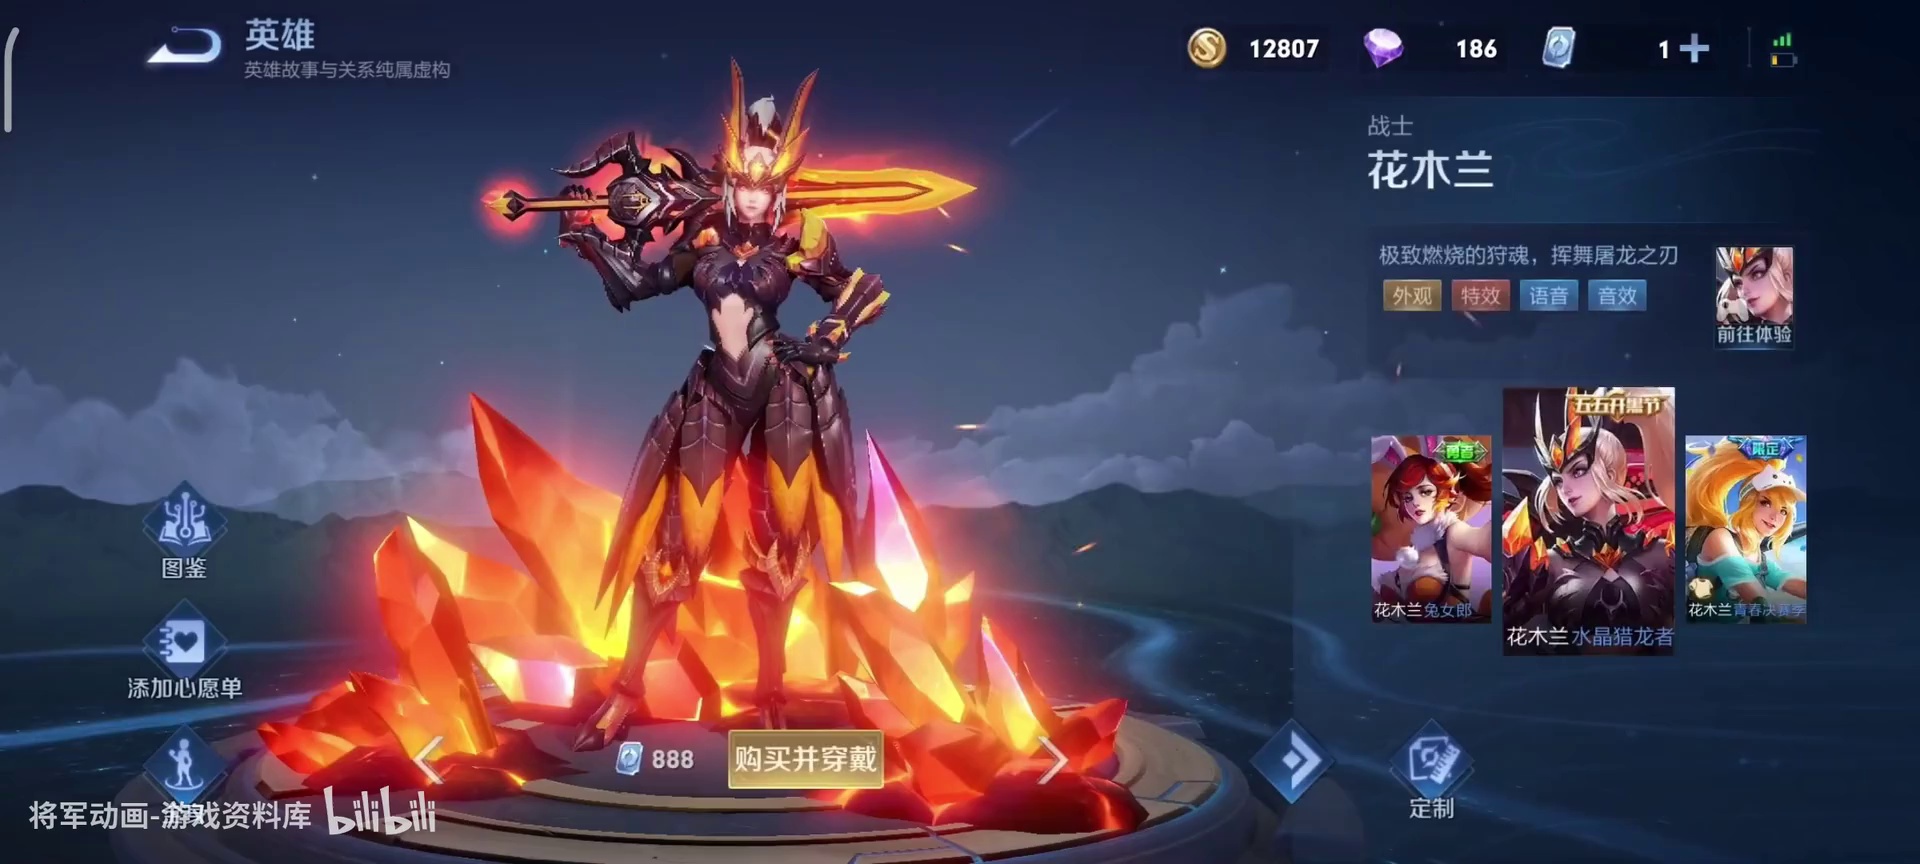 英雄
英雄故事与关系纯属虚构
12807
186
1
战士
花木兰
极致燃烧的狩魂，挥舞屠龙之刃
外观 特效 语音 音效
前往体验
勇者
五五开黑节
限定
花木兰兔女郎
花木兰水晶猎龙者
花木兰青春决赛季
图鉴
添加心愿单
888
购买并穿戴
定制
将军动画-游戏资料库 bilibili